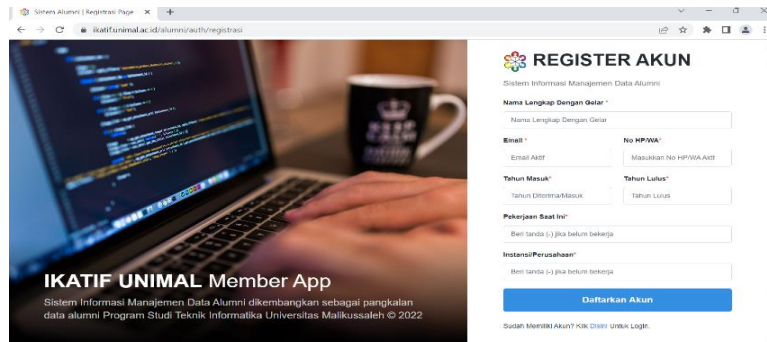 Sistem Alumni | Registrasi Page
ikatif.unimal.ac.id/alumni/auth/registrasi
IKATIF UNIMAL Member App
Sistem Informasi Manajemen Data Alumni dikembangkan sebagai pangkalan
data alumni Program Studi Teknik Informatika Universitas Malikussaleh © 2022
REGISTER AKUN
Sistem Informasi Manajemen Data Alumni
Nama Lengkap Dengan Gelar *
Nama Lengkap Dengan Gelar
Email * No HP/WA*
Email Aktif Masukkan No HP/WA Aktif
Tahun Masuk* Tahun Lulus*
Tahun Diterima/Masuk Tahun Lulus
Pekerjaan Saat Ini*
Beri tanda (-) jika belum bekerja
Instansi/Perusahaan*
Beri tanda (-) jika belum bekerja
Daftarkan Akun
Sudah Memiliki Akun? Klik Disini Untuk Login.